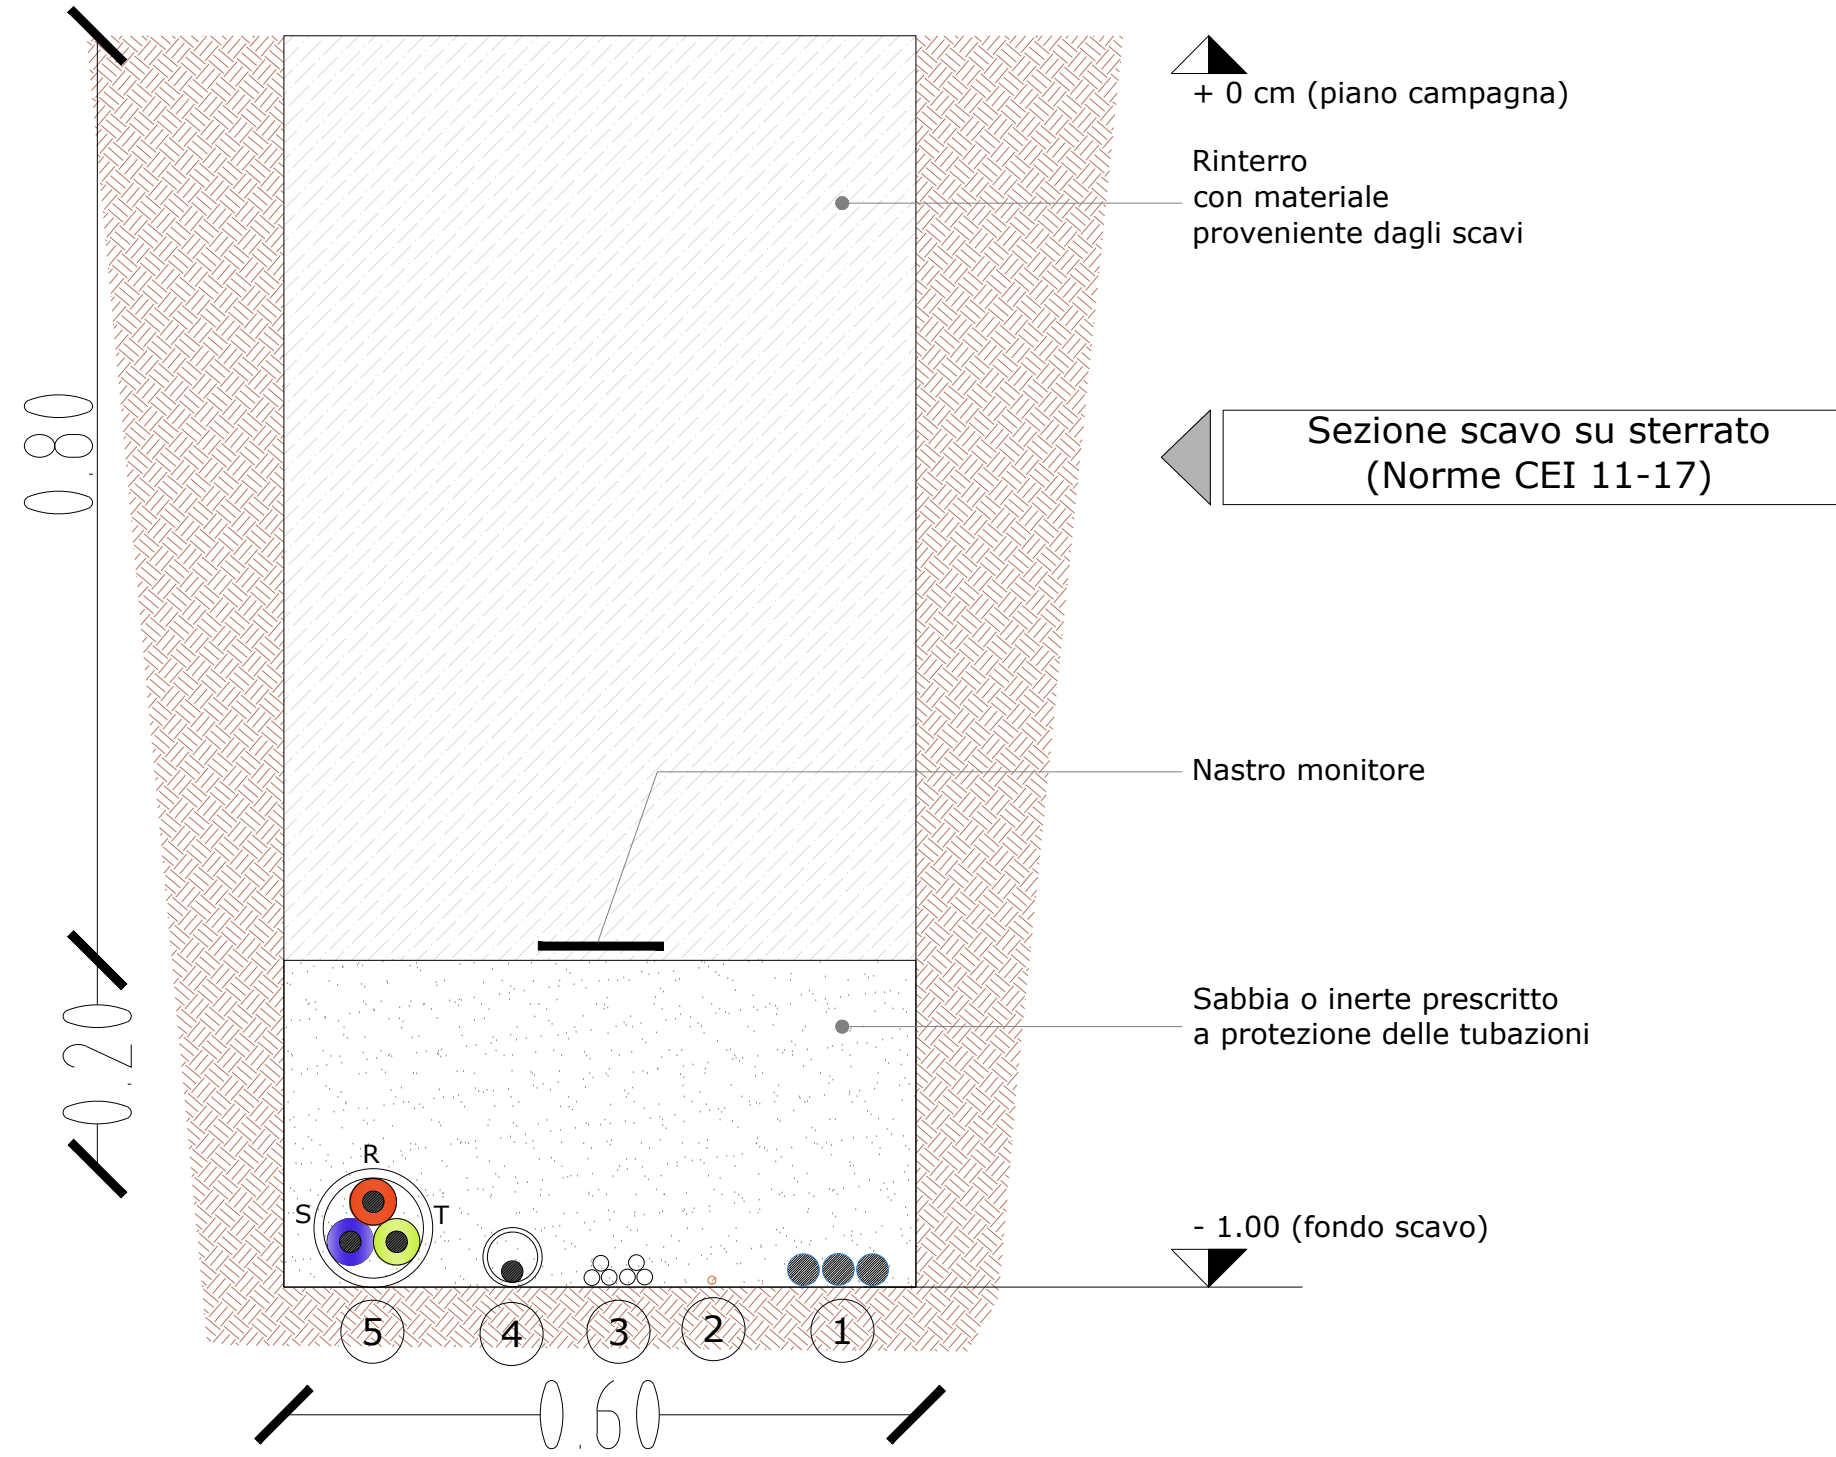 + 0 cm (piano campagna)
Rinterro
con materiale
proveniente dagli scavi
0.80
Sezione scavo su sterrato
(Norme CEI 11-17)
Nastro monitore
Sabbia o inerte prescritto
a protezione delle tubazioni
0.20
R
S
T
- 1.00 (fondo scavo)
5
4
3
2
1
0.60